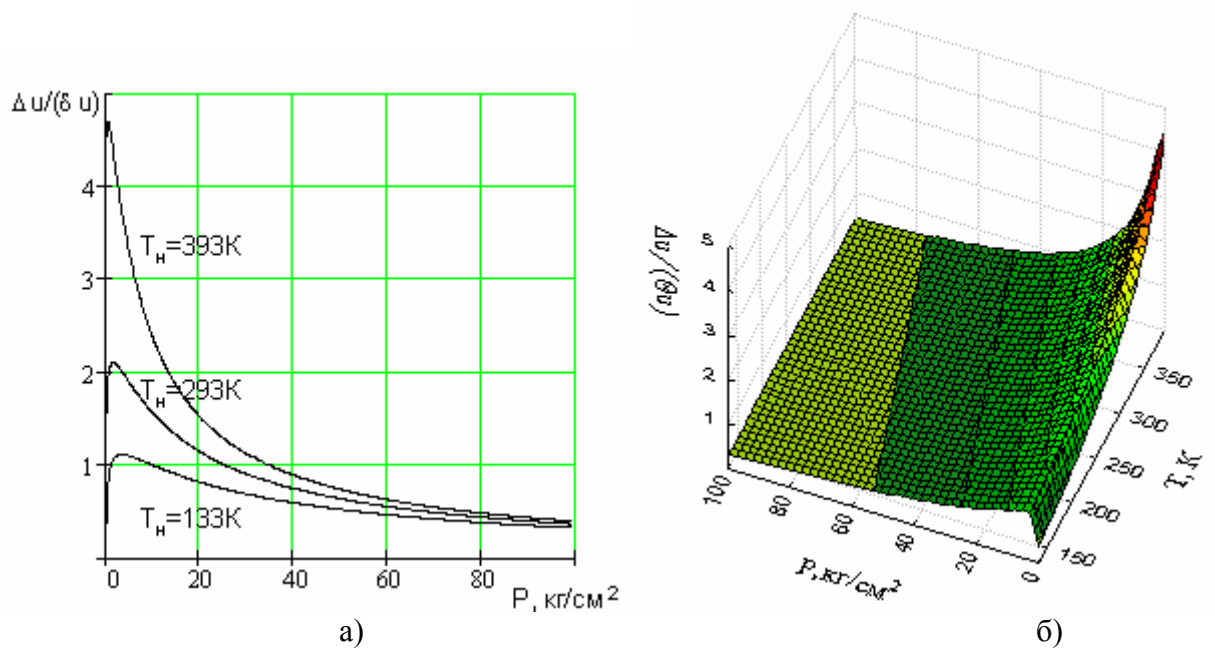 Δ u/(δ u)
4
3
2
1
Tн=393K
Tн=293K
Tн=133K
0 20 40 60 80
P, кг/см²
а)
Δu/(Θu)
5
4
3
2
1
100 80 60 40 20 0
P, кг/см²
150 200 250 300 350
T, K
б)